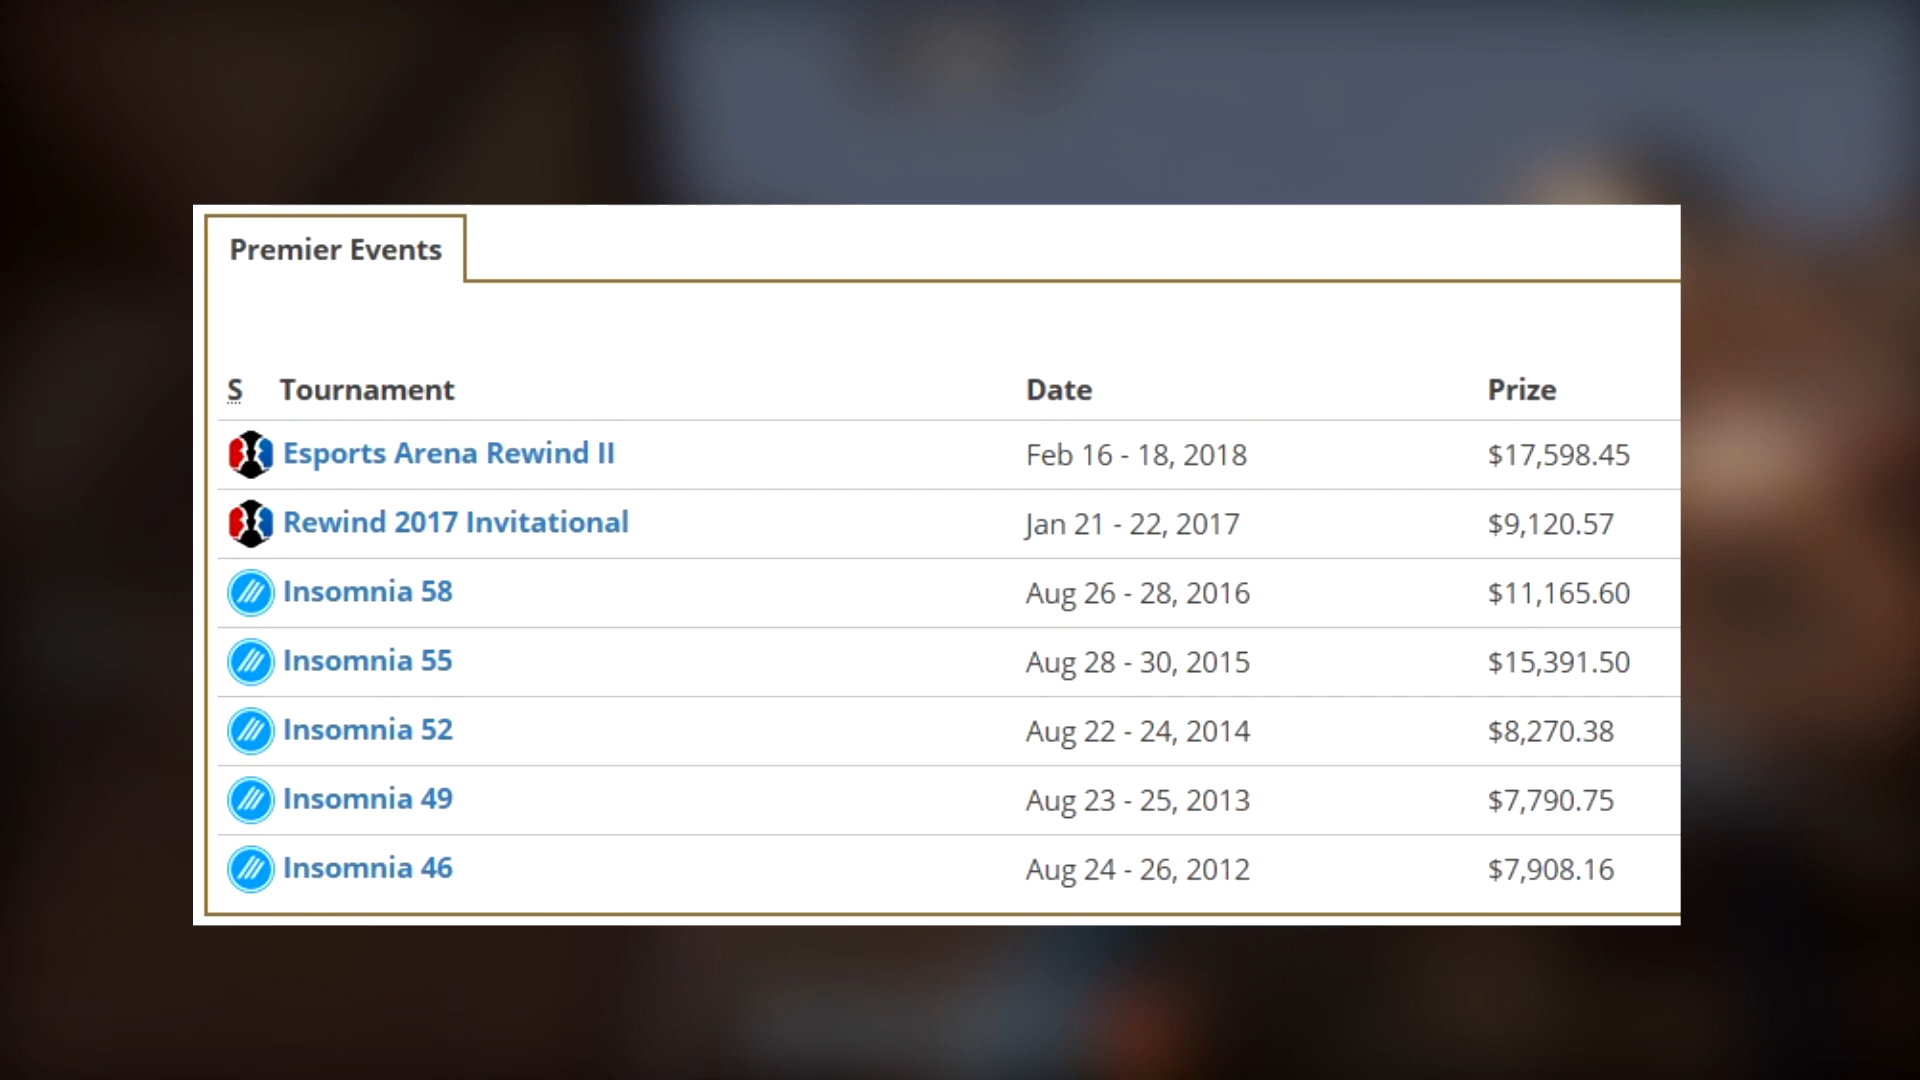 Premier Events
S Tournament Date Prize
Esports Arena Rewind II Feb 16 - 18, 2018 $17,598.45
Rewind 2017 Invitational Jan 21 - 22, 2017 $9,120.57
Insomnia 58 Aug 26 - 28, 2016 $11,165.60
Insomnia 55 Aug 28 - 30, 2015 $15,391.50
Insomnia 52 Aug 22 - 24, 2014 $8,270.38
Insomnia 49 Aug 23 - 25, 2013 $7,790.75
Insomnia 46 Aug 24 - 26, 2012 $7,908.16